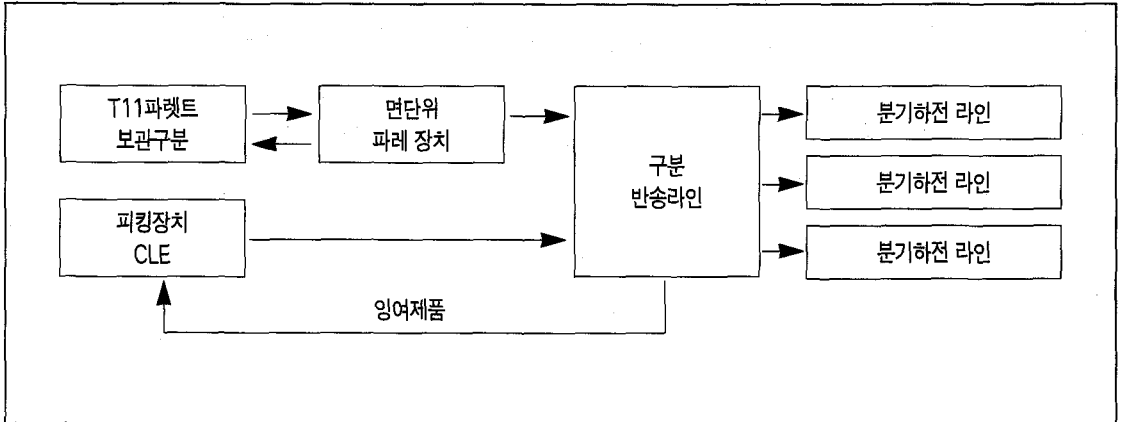 T11파렛트
보관구분
면단위
파레 장치
구분
반송라인
분기하전 라인
분기하전 라인
분기하전 라인
피킹장치
CLE
잉여제품